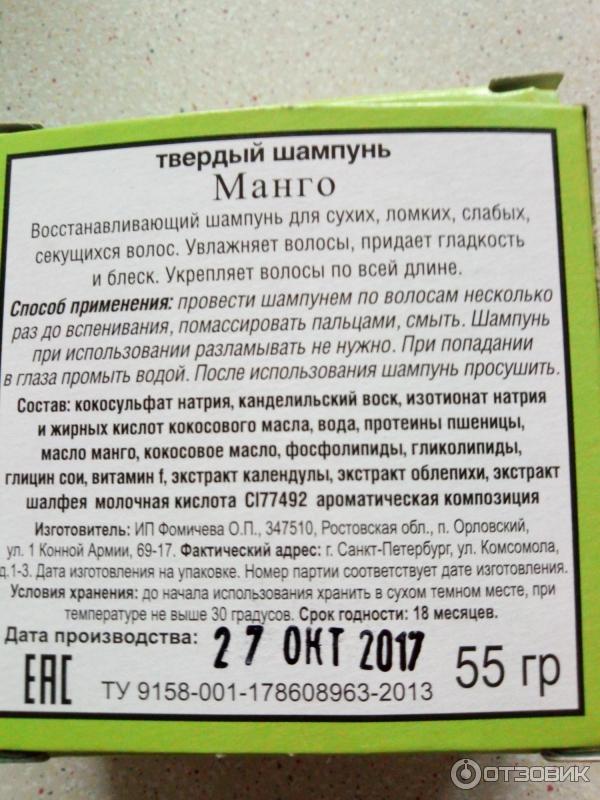 твердый шампунь
Манго
Восстанавливающий шампунь для сухих, ломких, слабых,
секущихся волос. Увлажняет волосы, придает гладкость
и блеск. Укрепляет волосы по всей длине.
Способ применения: провести шампунем по волосам несколько
раз до вспенивания, помассировать пальцами, смыть. Шампунь
при использовании разламывать не нужно. При попадании
в глаза промыть водой. После использования шампунь просушить.
Состав: кокосульфат натрия, канделильский воск, изотионат натрия
и жирных кислот кокосового масла, вода, протеины пшеницы,
масло манго, кокосовое масло, фосфолипиды, гликолипиды,
глицин сои, витамин f, экстракт календулы, экстракт облепихи, экстракт
шалфея молочная кислота CI77492 ароматическая композиция
Изготовитель: ИП Фомичева О.П., 347510, Ростовская обл., п. Орловский,
ул. 1 Конной Армии, 69-17. Фактический адрес: г. Санкт-Петербург, ул. Комсомола,
д.1-3. Дата изготовления на упаковке. Номер партии соответствует дате изготовления.
Условия хранения: до начала использования хранить в сухом темном месте, при
температуре не выше 30 градусов. Срок годности: 18 месяцев.
Дата производства: 27 ОКТ 2017
EAC ТУ 9158-001-178608963-2013 55 гр
ОТЗОВИК